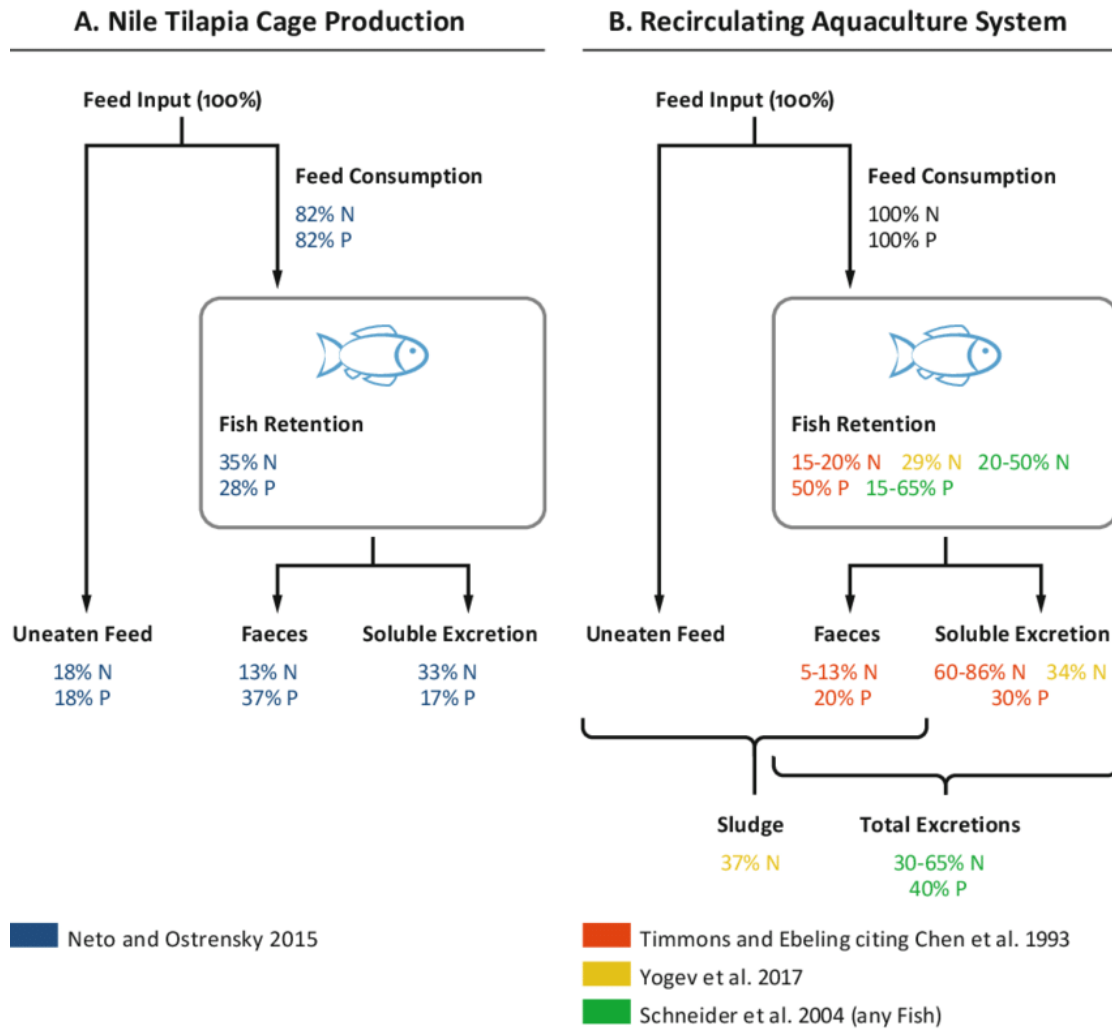 A. Nile Tilapia Cage Production
Feed Input (100%)
Feed Consumption
82% N
82% P
Fish Retention
35% N
28% P
Uneaten Feed
18% N
18% P
Faeces
13% N
37% P
Soluble Excretion
33% N
17% P
Neto and Ostrensky 2015
B. Recirculating Aquaculture System
Feed Input (100%)
Feed Consumption
100% N
100% P
Fish Retention
15-20% N 29% N 20-50% N
50% P 15-65% P
Uneaten Feed
Faeces
5-13% N
20% P
Soluble Excretion
60-86% N 34% N
30% P
Sludge
37% N
Total Excretions
30-65% N
40% P
Timmons and Ebeling citing Chen et al. 1993
Yogev et al. 2017
Schneider et al. 2004 (any Fish)